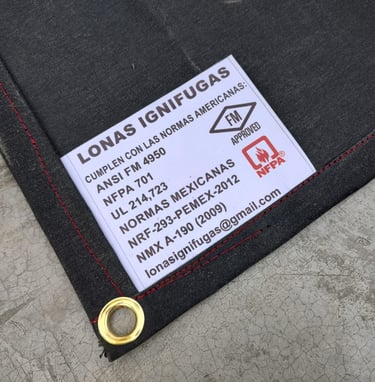 LONAS IGNIFUGAS
CUMPLEN CON LAS NORMAS AMERICANAS:
ANSI FM 4950
NFPA 701
UL 214,723
NORMAS MEXICANAS
NRF-293-PEMEX-2012
NMX A-190 (2009)
lonasignifugas@gmail.com
FM
APPROVED
NFPA